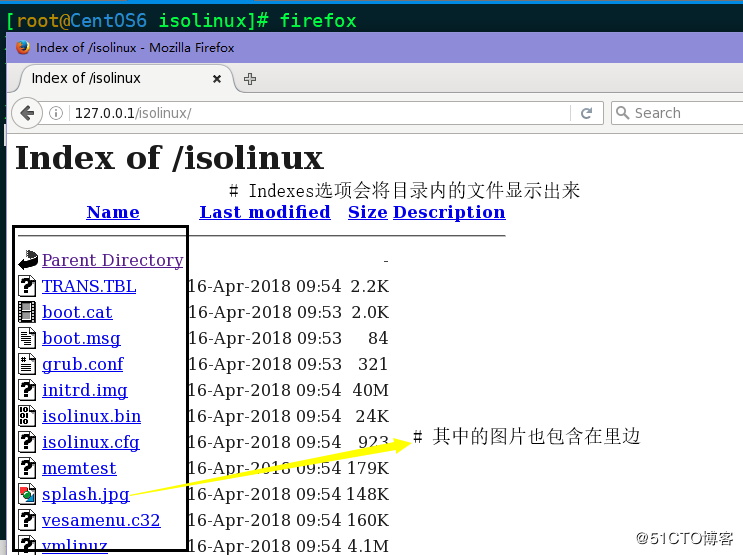 [root@CentOS6 isolinux]# firefox
Index of /isolinux - Mozilla Firefox
Index of /isolinux
127.0.0.1/isolinux/
Search
Index of /isolinux
# Indexes选项会将目录内的文件显示出来
Name Last modified Size Description
Parent Directory -
TRANS.TBL 16-Apr-2018 09:54 2.2K
boot.cat 16-Apr-2018 09:53 2.0K
boot.msg 16-Apr-2018 09:53 84
grub.conf 16-Apr-2018 09:53 321
initrd.img 16-Apr-2018 09:54 40M
isolinux.bin 16-Apr-2018 09:54 24K
isolinux.cfg 16-Apr-2018 09:54 923
# 其中的图片也包含在里边
memtest 16-Apr-2018 09:54 179K
splash.jpg 16-Apr-2018 09:54 148K
vesamenu.c32 16-Apr-2018 09:54 160K
vmlinuz 16-Apr-2018 09:54 4.1M
@51CTO博客